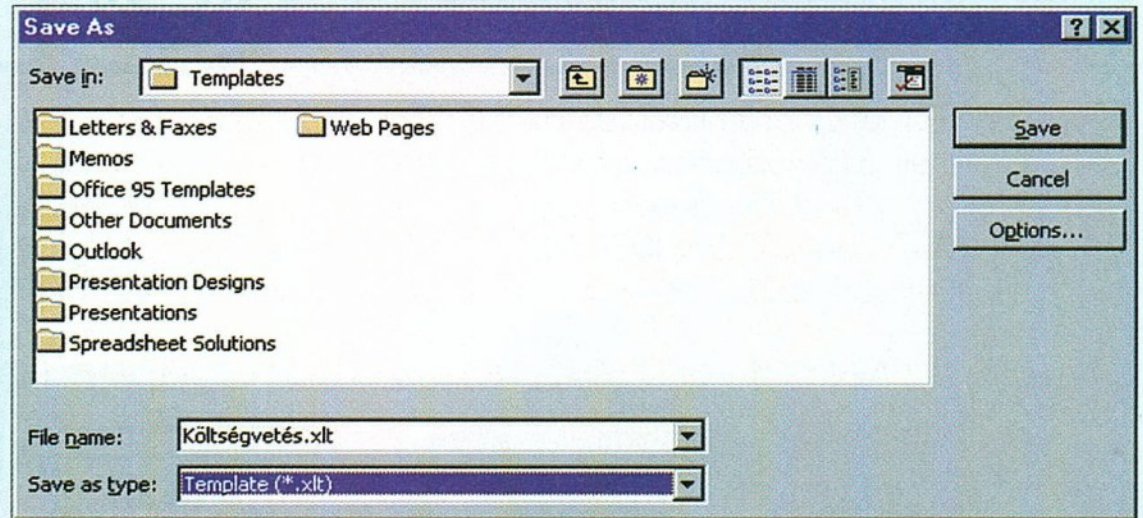 Save As
Save in: Templates
Letters & Faxes
Memos
Office 95 Templates
Other Documents
Outlook
Presentation Designs
Presentations
Spreadsheet Solutions
Web Pages
Save
Cancel
Options...
File name: Költségvetés.xlt
Save as type: Template (*.xlt)